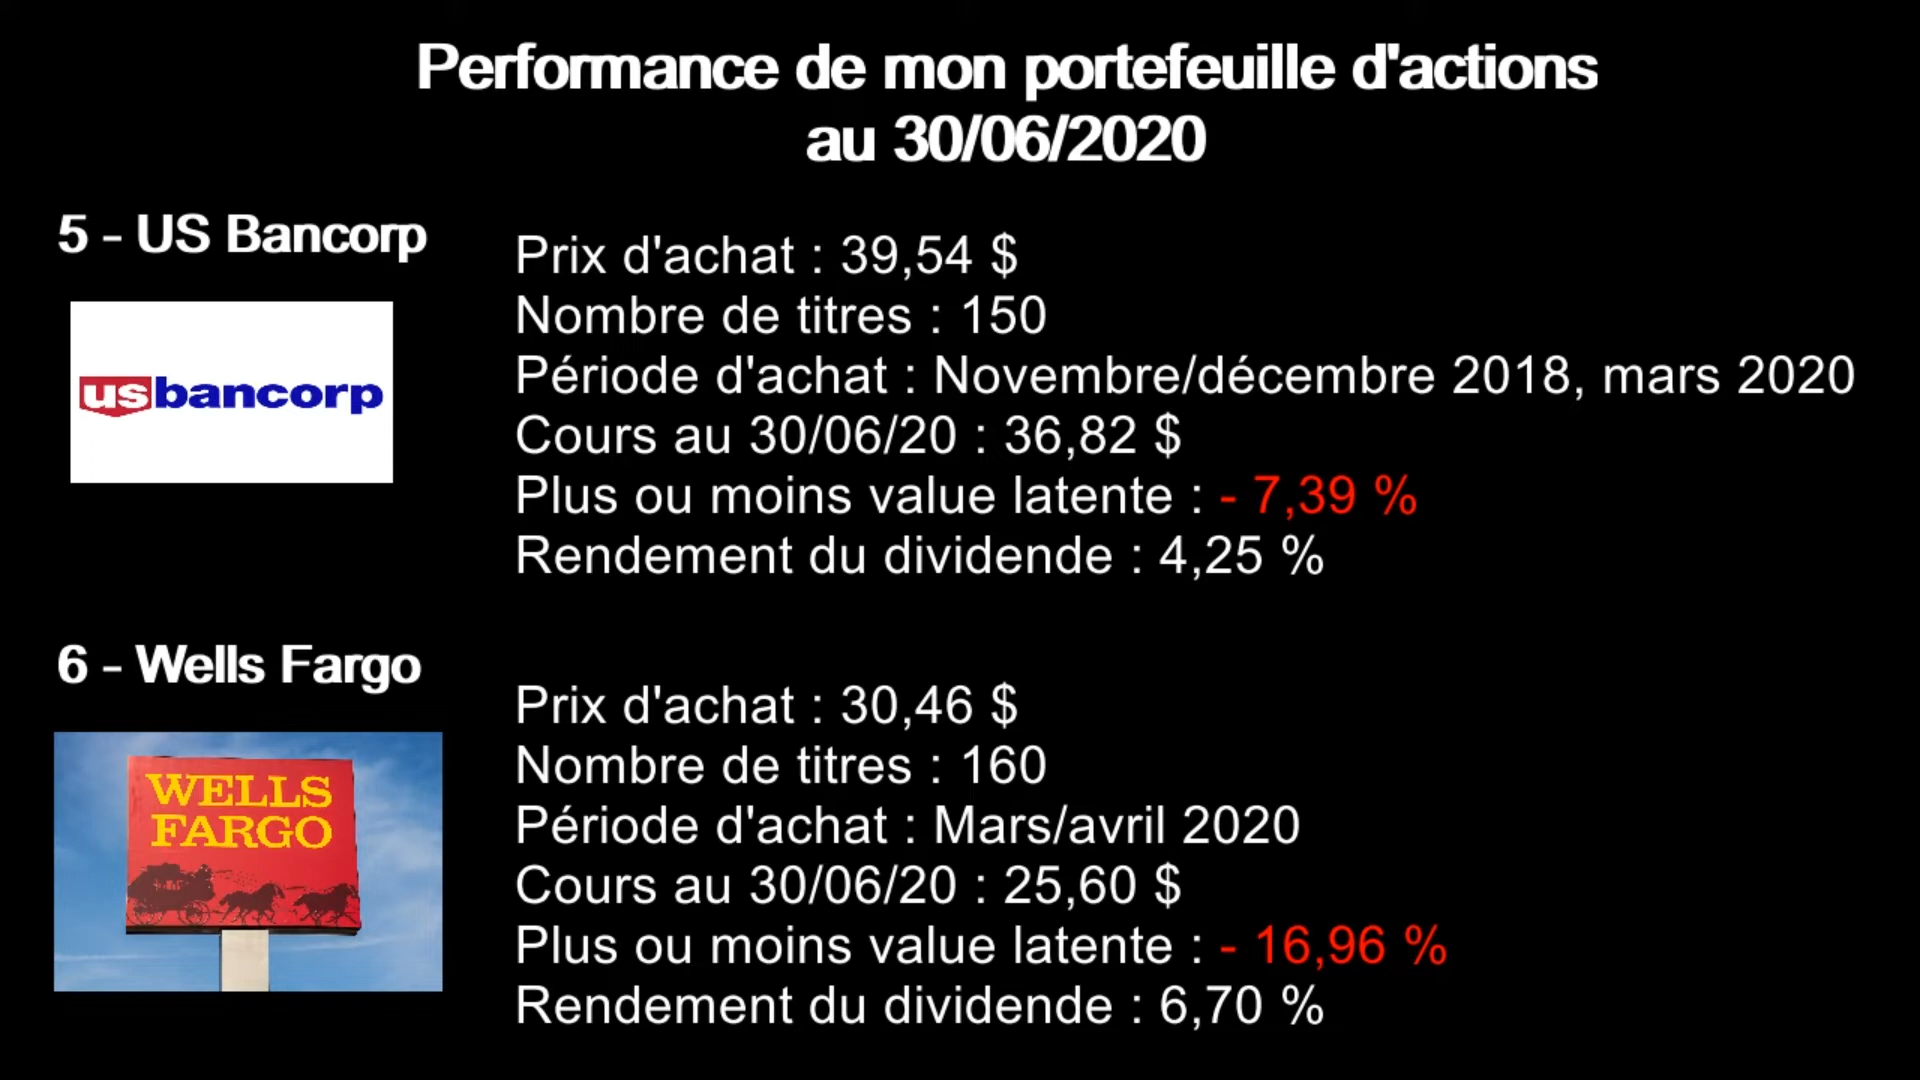 Performance de mon portefeuille d'actions
au 30/06/2020
5 - US Bancorp
usbancorp
Prix d'achat : 39,54 $
Nombre de titres : 150
Période d'achat : Novembre/décembre 2018, mars 2020
Cours au 30/06/20 : 36,82 $
Plus ou moins value latente : - 7,39 %
Rendement du dividende : 4,25 %
6 - Wells Fargo
WELLS
FARGO
Prix d'achat : 30,46 $
Nombre de titres : 160
Période d'achat : Mars/avril 2020
Cours au 30/06/20 : 25,60 $
Plus ou moins value latente : - 16,96 %
Rendement du dividende : 6,70 %